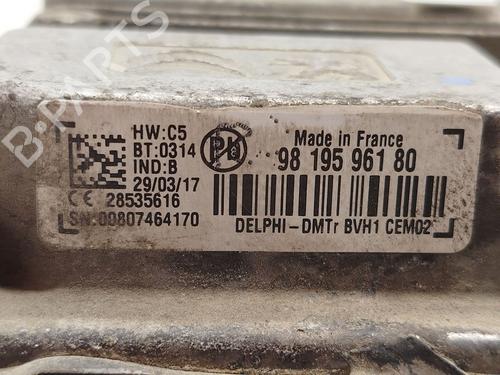 HW:C5
BT:0314
IND:B
29/03/17
CE 28535616
SN:00807464170
Pb
Made in France
98 195 961 80
DELPHI-DMTr BVH1 CEM02
B-PARTS